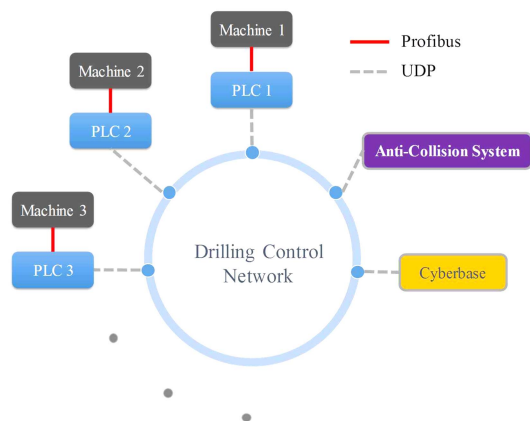 Machine 1
Profibus
Machine 2
PLC 1
UDP
PLC 2
Anti-Collision System
Machine 3
PLC 3
Drilling Control
Network
Cyberbase